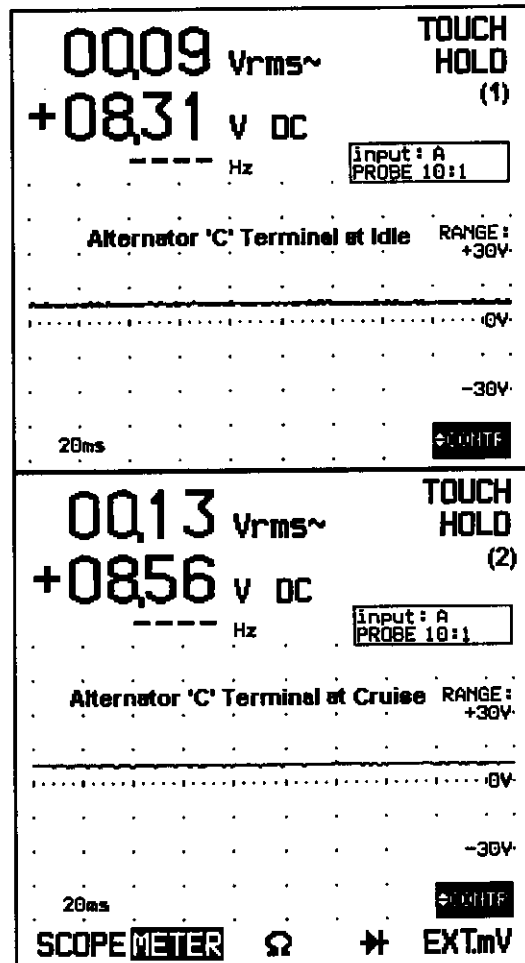 00,09 Vrms~
TOUCH
HOLD
(1)
+08,31 V DC
---- Hz
input: A
PROBE 10:1
Alternator 'C' Terminal at Idle
RANGE:
+30V
0V
-30V
20ms
CONTR
00,13 Vrms~
TOUCH
HOLD
(2)
+08,56 V DC
---- Hz
input: A
PROBE 10:1
Alternator 'C' Terminal at Cruise
RANGE:
+30V
0V
-30V
20ms
CONTR
SCOPE METER Ω EXT.mV